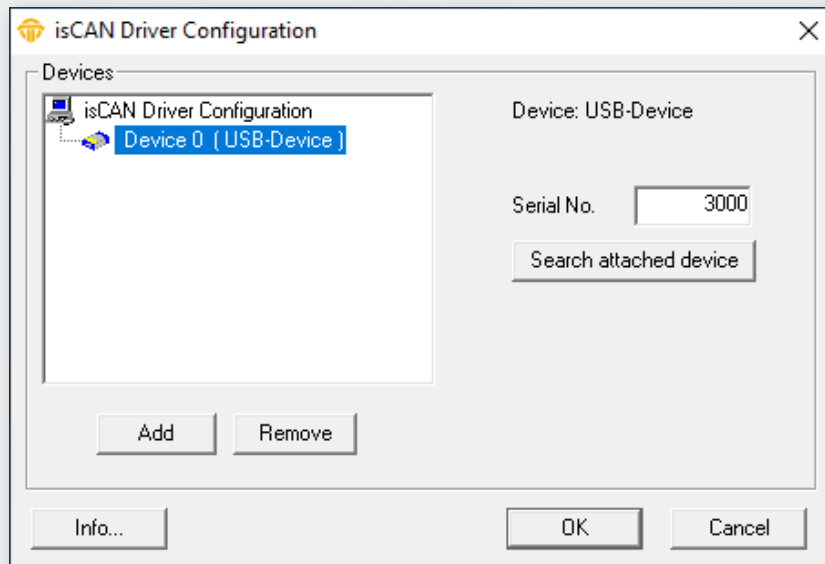 isCAN Driver Configuration
Devices
isCAN Driver Configuration
Device 0 ( USB-Device )
Device: USB-Device
Serial No. 3000
Search attached device
Add Remove
Info... OK Cancel